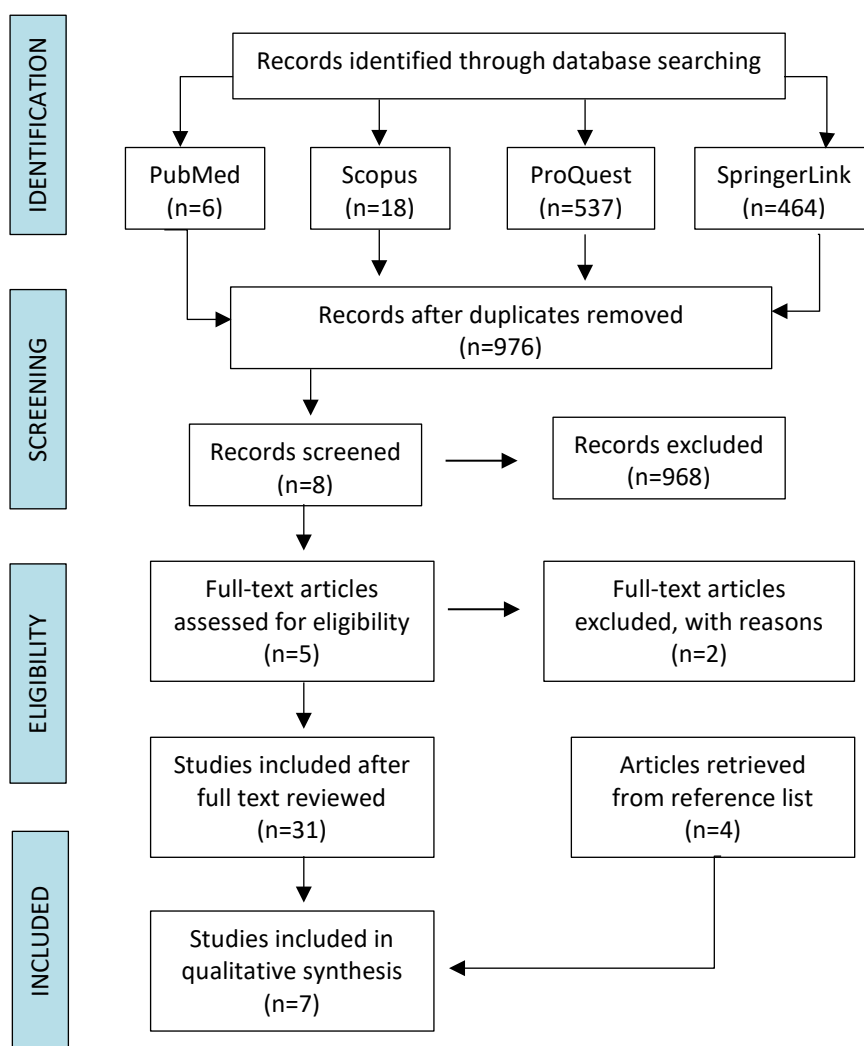 IDENTIFICATION
Records identified through database searching
PubMed
(n=6)
Scopus
(n=18)
ProQuest
(n=537)
SpringerLink
(n=464)
SCREENING
Records after duplicates removed
(n=976)
Records screened
(n=8)
Records excluded
(n=968)
ELIGIBILITY
Full-text articles
assessed for eligibility
(n=5)
Full-text articles
excluded, with reasons
(n=2)
Studies included after
full text reviewed
(n=31)
Articles retrieved
from reference list
(n=4)
INCLUDED
Studies included in
qualitative synthesis
(n=7)